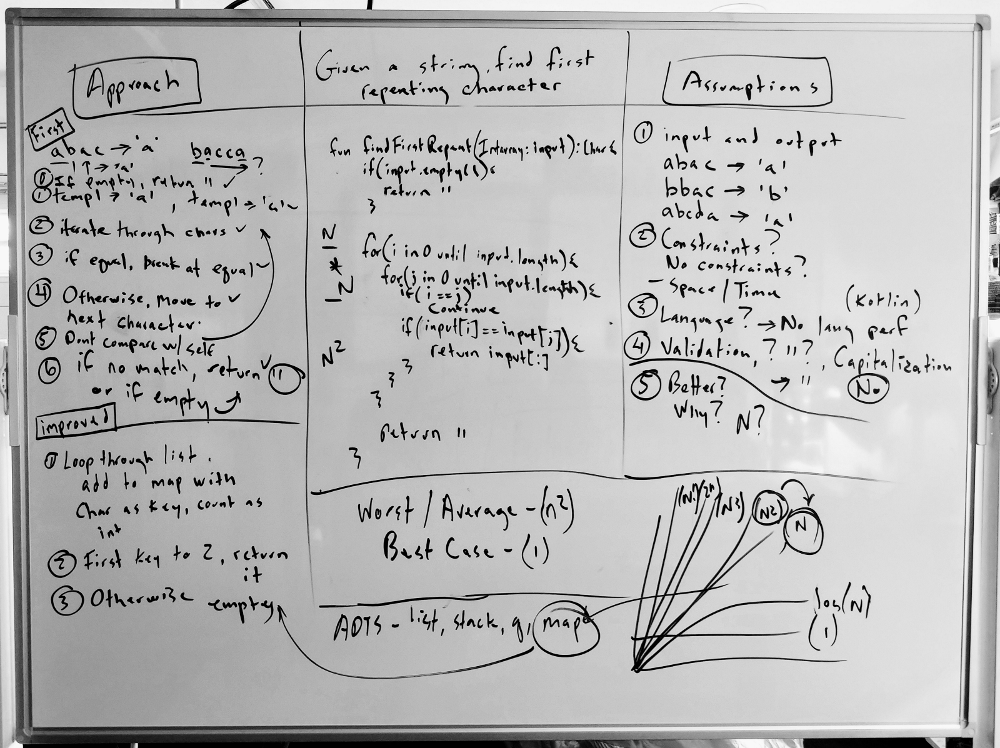 Approach
First
abac → 'a'
bacca
?
→ 'a'
⓪ If empty, return '' ✓
① temp1 → 'a', temp1 → 'a' ✓
② iterate through chars ✓
③ if equal, break at equal ✓
④ Otherwise, move to ✓
next character.
⑤ Dont compare w/ self
⑥ if no match, return ✓ ''
or if empty
improved
① Loop through list.
add to map with
Char as key, count as
int
② First key to 2, return
it
③ Otherwise empty
Given a string, find first
repeating character
fun findFirstRepeat(Intarray: input): Char{
if(input.empty()){
return ''
}
N
*
N
N2
for(i in 0 until input.length){
for(j in 0 until input.length){
if(i == j)
Continue
if(input[i] == input[j]){
return input[i]
}
}
}
return ''
}
Worst / Average - (n2)
Best Case - (1)
ADTS - list, stack, q, map
Assumptions
① input and output
abac → 'a'
bbac → 'b'
abcda → 'a'
② Constraints?
No constraints?
- Space/Time
③ Language? → No lang perf
(Kotlin)
④ Validation, ? ''?, Capitalization
→ ''
No
⑤ Better?
Why?
N?
(N!)
(2n)
(N3)
(N2)
N
log(N)
(1)